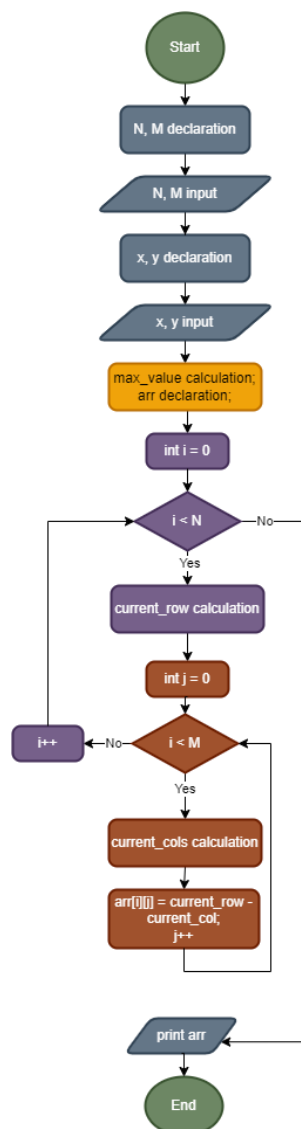 Start
N, M declaration
N, M input
x, y declaration
x, y input
max_value calculation;
arr declaration;
int i = 0
i < N
No
Yes
current_row calculation
int j = 0
i < M
No
i++
Yes
current_cols calculation
arr[i][j] = current_row -
current_col;
j++
print arr
End